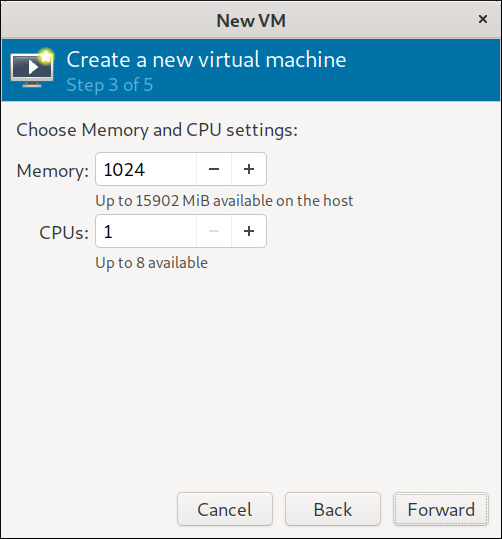 New VM
Create a new virtual machine
Step 3 of 5
Choose Memory and CPU settings:
Memory: 1024
Up to 15902 MiB available on the host
CPUs: 1
Up to 8 available
Cancel Back Forward